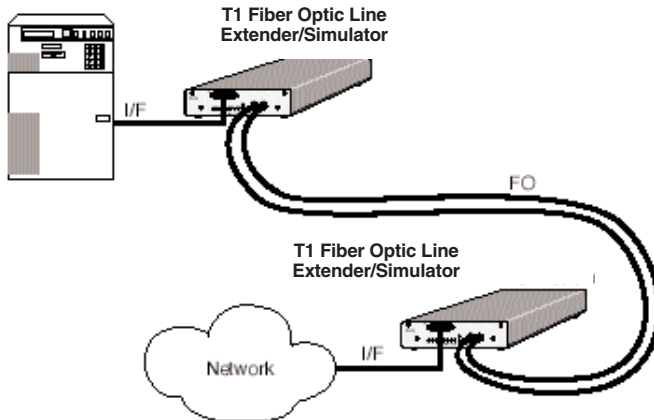 T1 Fiber Optic Line
Extender/Simulator
I/F
FO
T1 Fiber Optic Line
Extender/Simulator
Network
I/F